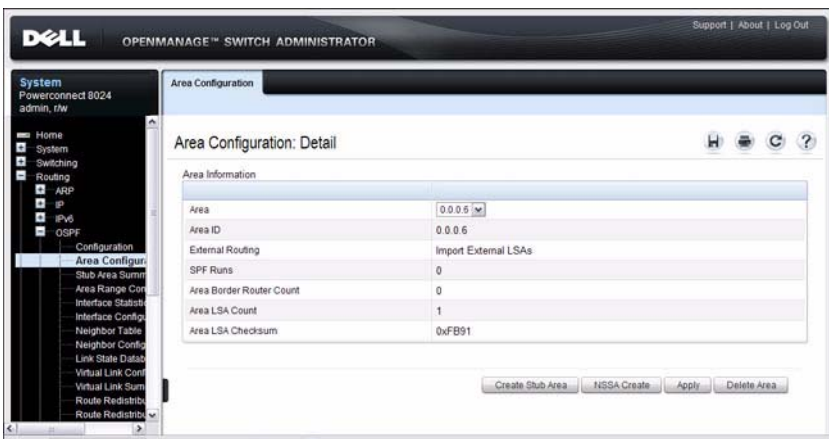 Support | About | Log Out
DELL
OPENMANAGE™ SWITCH ADMINISTRATOR
System
Powerconnect 8024
admin, r/w
Home
System
Switching
Routing
ARP
IP
IPv6
OSPF
Configuration
Area Configur
Stub Area Summ
Area Range Con
Interface Statisti
Interface Configu
Neighbor Table
Neighbor Config
Link State Datab
Virtual Link Conf
Virtual Link Sum
Route Redistribu
Route Redistribu
Area Configuration
Area Configuration: Detail
Area Information
Area 0.0.0.6
Area ID 0.0.0.6
External Routing Import External LSAs
SPF Runs 0
Area Border Router Count 0
Area LSA Count 1
Area LSA Checksum 0xFB91
Create Stub Area NSSA Create Apply Delete Area